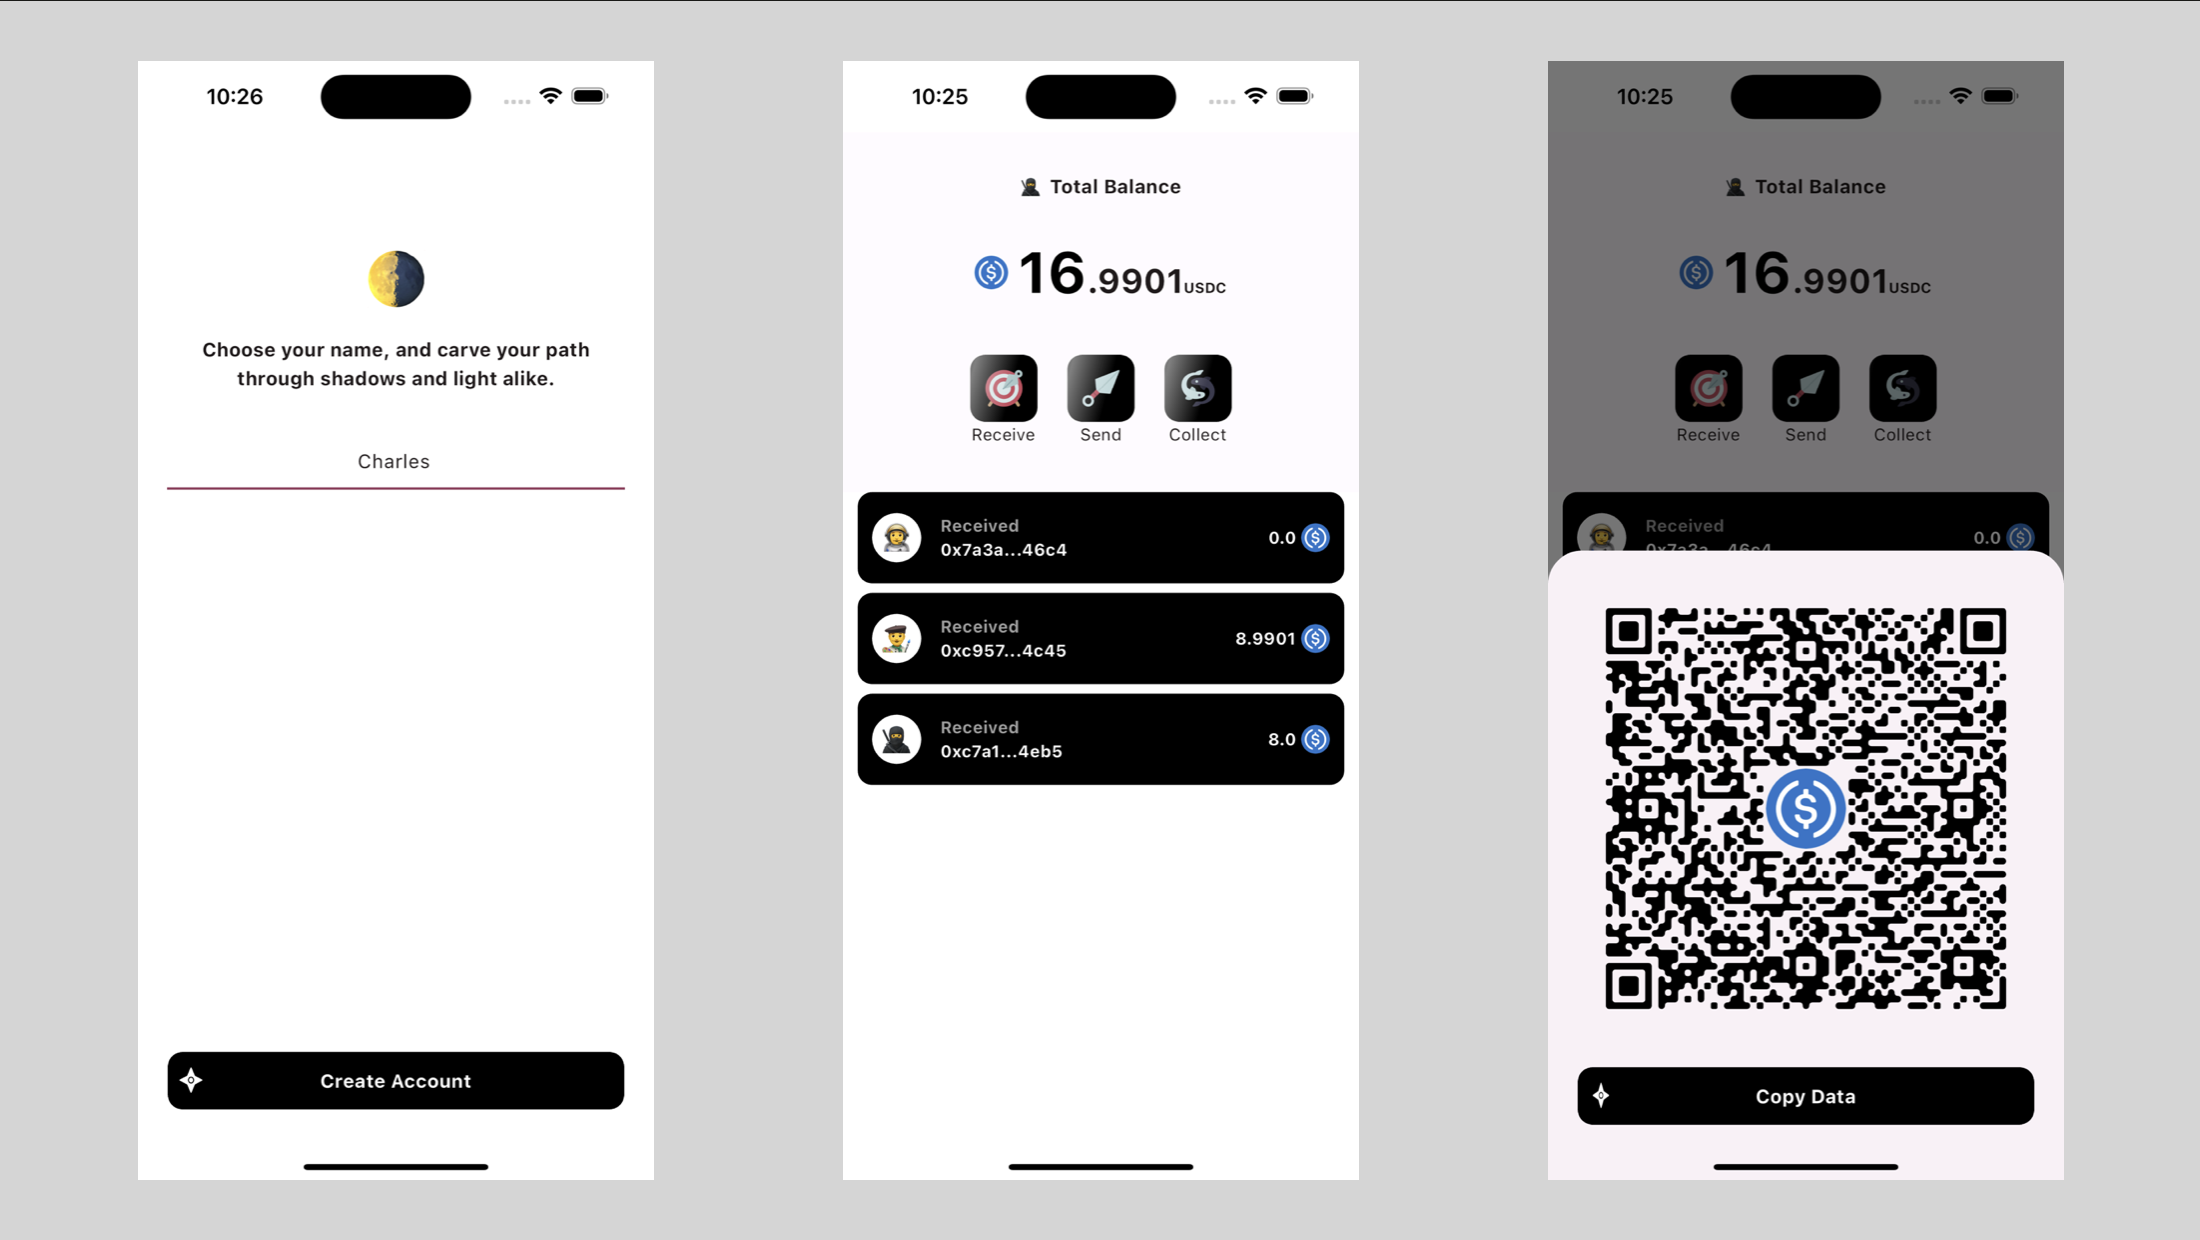 10:26
Choose your name, and carve your path
through shadows and light alike.
Charles
Create Account
10:25
Total Balance
16.9901USDC
Receive Send Collect
Received
0x7a3a...46c4
0.0
Received
0xc957...4c45
8.9901
Received
0xc7a1...4eb5
8.0
10:25
Total Balance
16.9901USDC
Receive Send Collect
Received
0x7a3a...46c4
0.0
Copy Data